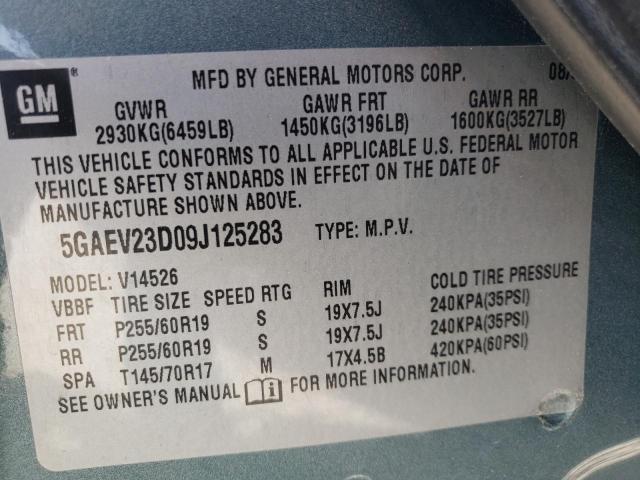 GM ®
MFD BY GENERAL MOTORS CORP. 08/
GVWR GAWR FRT GAWR RR
2930KG(6459LB) 1450KG(3196LB) 1600KG(3527LB)
THIS VEHICLE CONFORMS TO ALL APPLICABLE U.S. FEDERAL MOTOR
VEHICLE SAFETY STANDARDS IN EFFECT ON THE DATE OF
MANUFACTURE SHOWN ABOVE.
5GAEV23D09J125283 TYPE: M.P.V.
MODEL: V14526
VBBF TIRE SIZE SPEED RTG RIM COLD TIRE PRESSURE
FRT P255/60R19 S 19X7.5J 240KPA(35PSI)
RR P255/60R19 S 19X7.5J 240KPA(35PSI)
SPA T145/70R17 M 17X4.5B 420KPA(60PSI)
SEE OWNER'S MANUAL i FOR MORE INFORMATION.